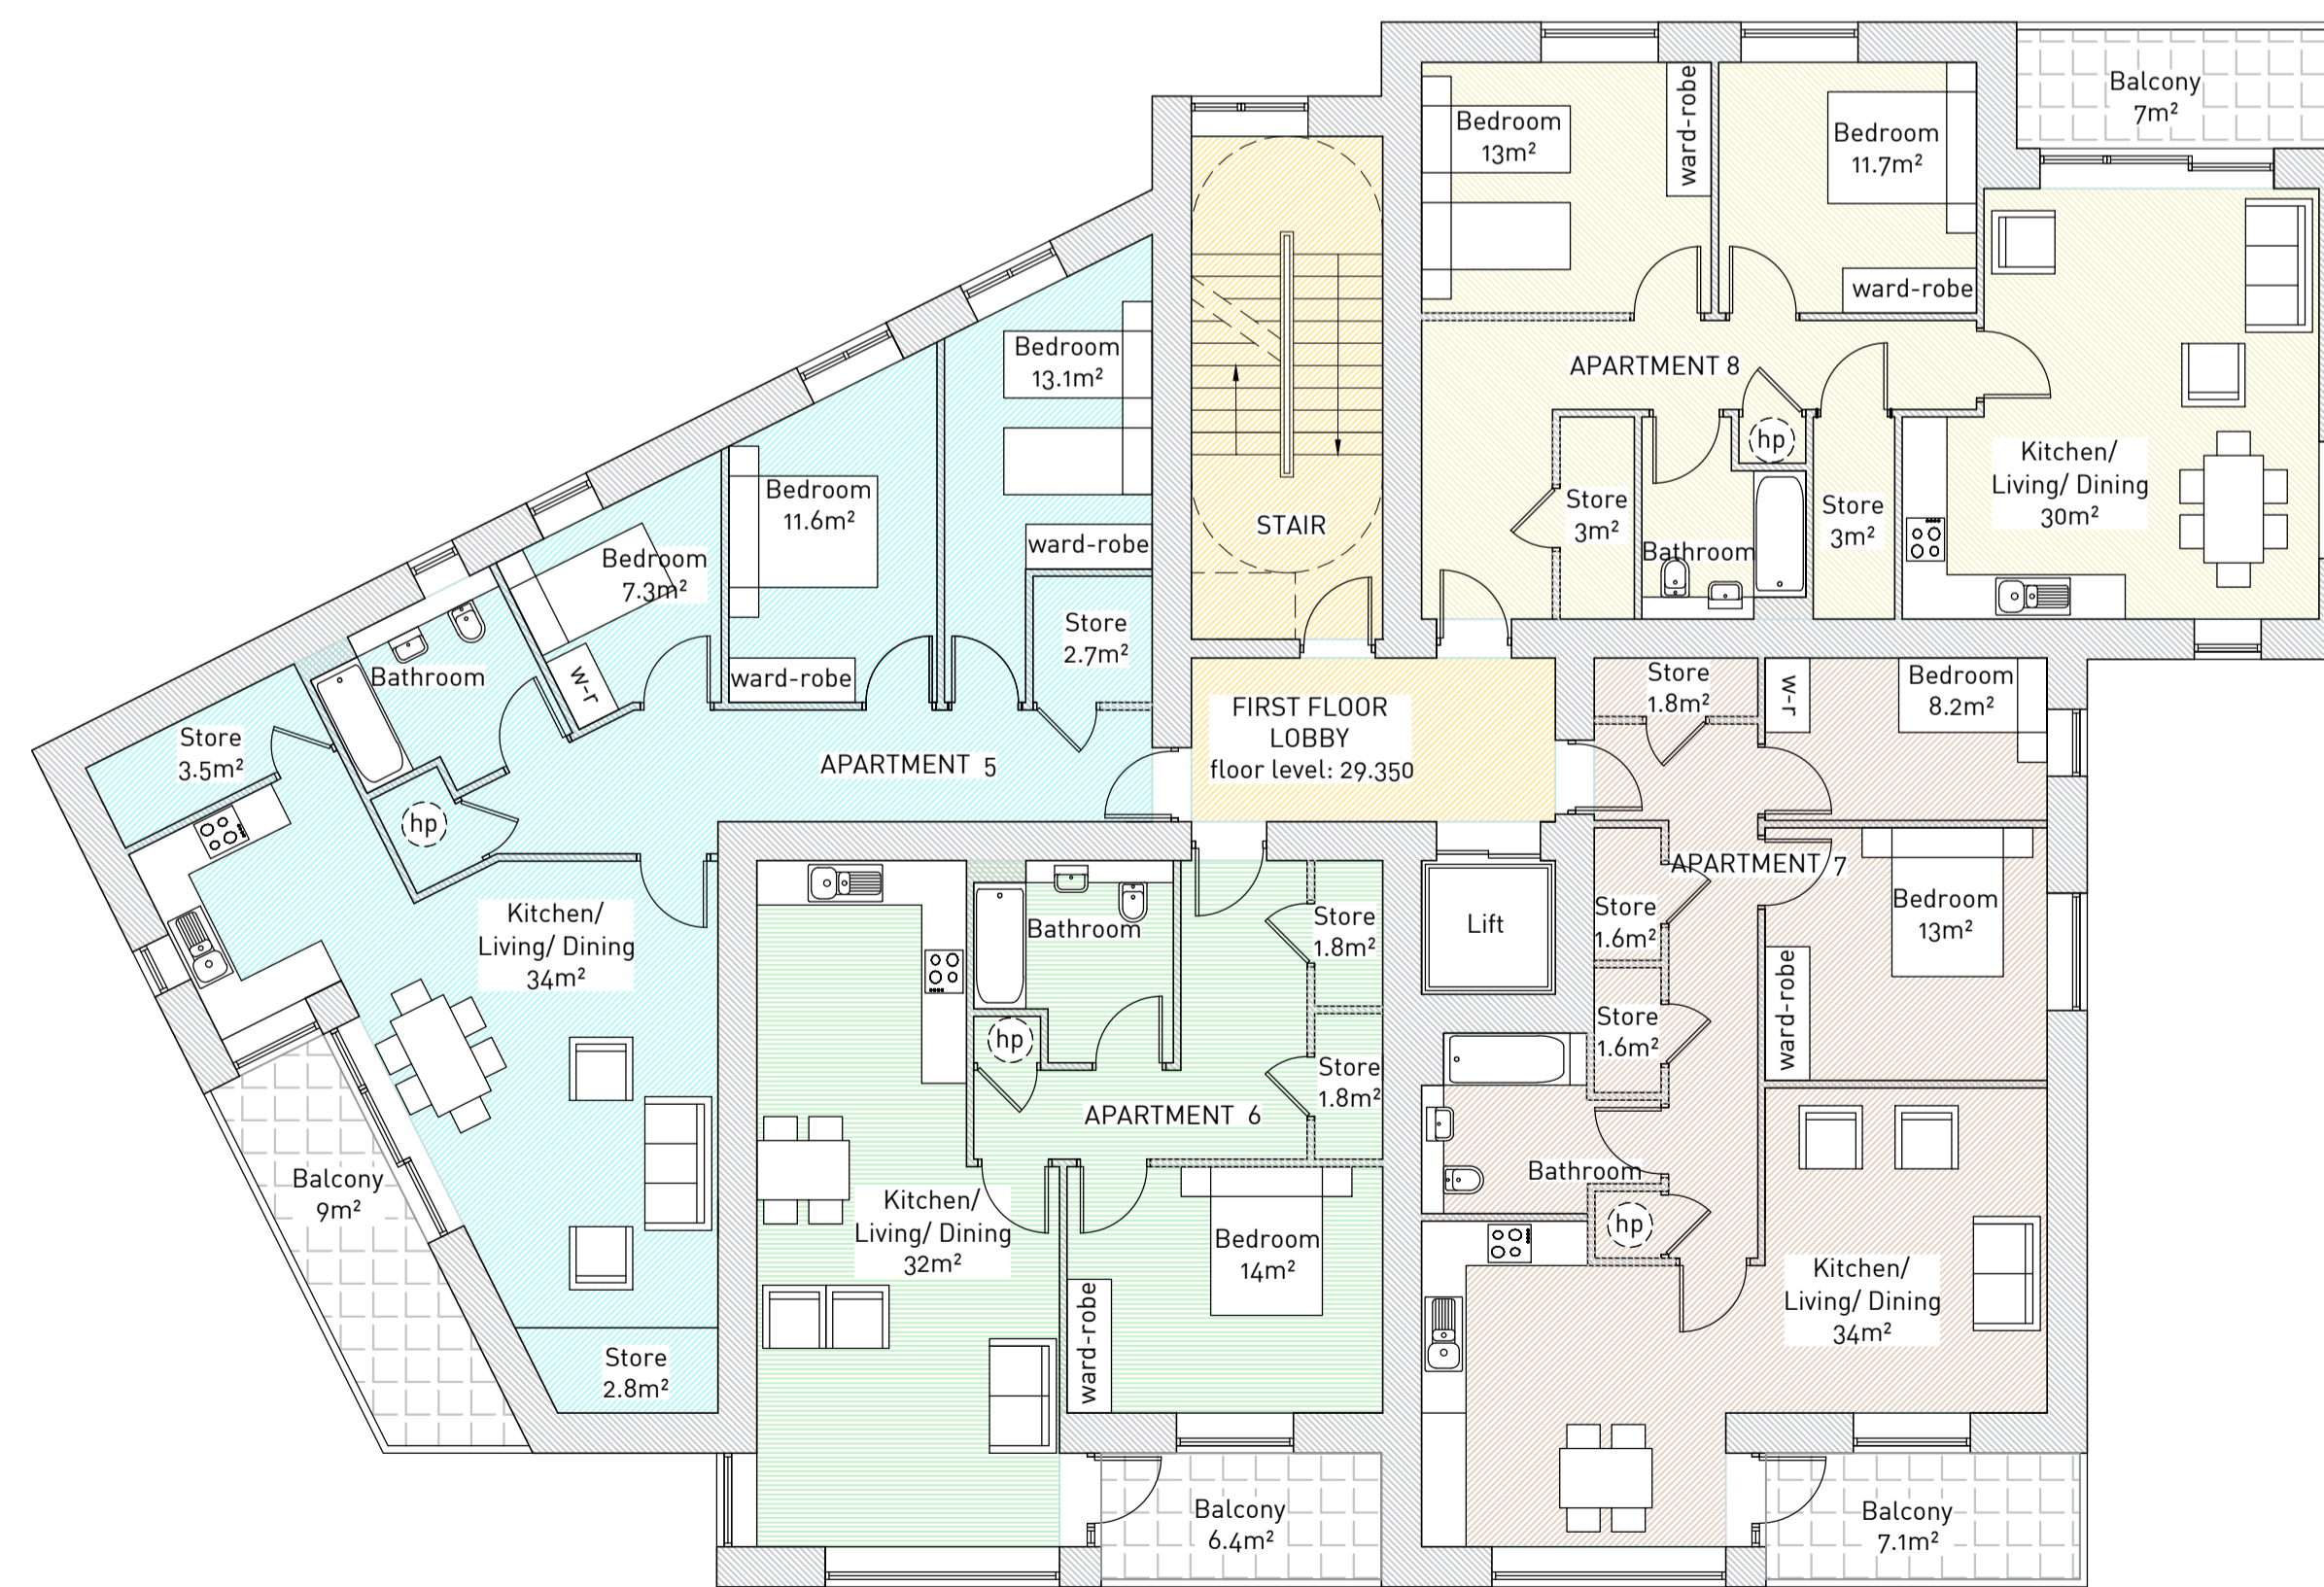 Balcony
7m²
Bedroom
13m²
ward-robe
Bedroom
11.7m²
ward-robe
APARTMENT 8
hp
Store
3m²
Bathroom
Store
3m²
Kitchen/
Living/ Dining
30m²
STAIR
Bedroom
13.1m²
ward-robe
Store
2.7m²
Bedroom
11.6m²
ward-robe
Bedroom
7.3m²
w-r
Bathroom
Store
3.5m²
hp
APARTMENT 5
Kitchen/
Living/ Dining
34m²
Balcony
9m²
Store
2.8m²
FIRST FLOOR
LOBBY
floor level: 29.350
Lift
Bathroom
hp
Store
1.8m²
Store
1.8m²
APARTMENT 6
Kitchen/
Living/ Dining
32m²
Bedroom
14m²
ward-robe
Balcony
6.4m²
Store
1.8m²
w-r
Bedroom
8.2m²
APARTMENT 7
Store
1.6m²
Store
1.6m²
Bedroom
13m²
ward-robe
Bathroom
hp
Kitchen/
Living/ Dining
34m²
Balcony
7.1m²